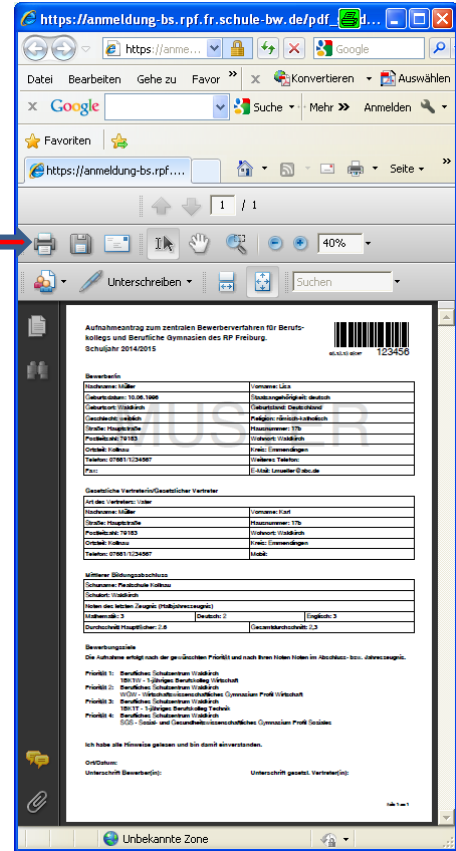 https://anmeldung-bs.rpf.fr.schule-bw.de/pdf_ d...
https://anme...
Google
Datei Bearbeiten Gehe zu Favor » x Konvertieren Auswählen
x Google Suche Mehr » Anmelden
Favoriten
https://anmeldung-bs.rpf.... Seite »
1 / 1
40%
Unterschreiben Suchen
Aufnahmeantrag zum zentralen Bewerberverfahren für Berufs-
kollegs und Berufliche Gymnasien des RP Freiburg.
Schuljahr 2014/2015
123456
MUSTER
Bewerber/in
Nachname: Müller Vorname: Lisa
Geburtsdatum: 10.06.1996 Staatsangehörigkeit: deutsch
Geburtsort: Waldkirch Geburtsland: Deutschland
Geschlecht: weiblich Religion: römisch-katholisch
Straße: Hauptstraße Hausnummer: 17b
Postleitzahl: 79183 Wohnort: Waldkirch
Ortsteil: Kollnau Kreis: Emmendingen
Telefon: 07681/1234567 Weiteres Telefon:
Fax: E-Mail: Lmueller@abc.de
Gesetzliche Vertreterin/Gesetzlicher Vertreter
Art des Vertreters: Vater
Nachname: Müller Vorname: Karl
Straße: Hauptstraße Hausnummer: 17b
Postleitzahl: 79183 Wohnort: Waldkirch
Ortsteil: Kollnau Kreis: Emmendingen
Telefon: 07681/1234567 Mobil:
Mittlerer Bildungsabschluss
Schulname: Realschule Kollnau
Schulort: Waldkirch
Noten des letzten Zeugnis (Halbjahreszeugnis)
Mathematik: 3 Deutsch: 2 Englisch: 3
Durchschnitt Hauptfächer: 2,6 Gesamtdurchschnitt: 2,3
Bewerbungsziele
Die Aufnahme erfolgt nach der gewünschten Priorität und nach Ihren Noten Noten im Abschluss- bzw. Jahreszeugnis.
Priorität 1: Berufliches Schulzentrum Waldkirch
1BK1W - 1-jähriges Berufskolleg Wirtschaft
Priorität 2: Berufliches Schulzentrum Waldkirch
WGW - Wirtschaftswissenschaftliches Gymnasium Profil Wirtschaft
Priorität 3: Berufliches Schulzentrum Waldkirch
1BK1T - 1-jähriges Berufskolleg Technik
Priorität 4: Berufliches Schulzentrum Waldkirch
SGS - Sozial- und Gesundheitswissenschaftliches Gymnasium Profil Soziales
Ich habe alle Hinweise gelesen und bin damit einverstanden.
Ort/Datum:
Unterschrift Bewerber(in): Unterschrift gesetzl. Vertreter(in):
Seite 1 von 1
Unbekannte Zone